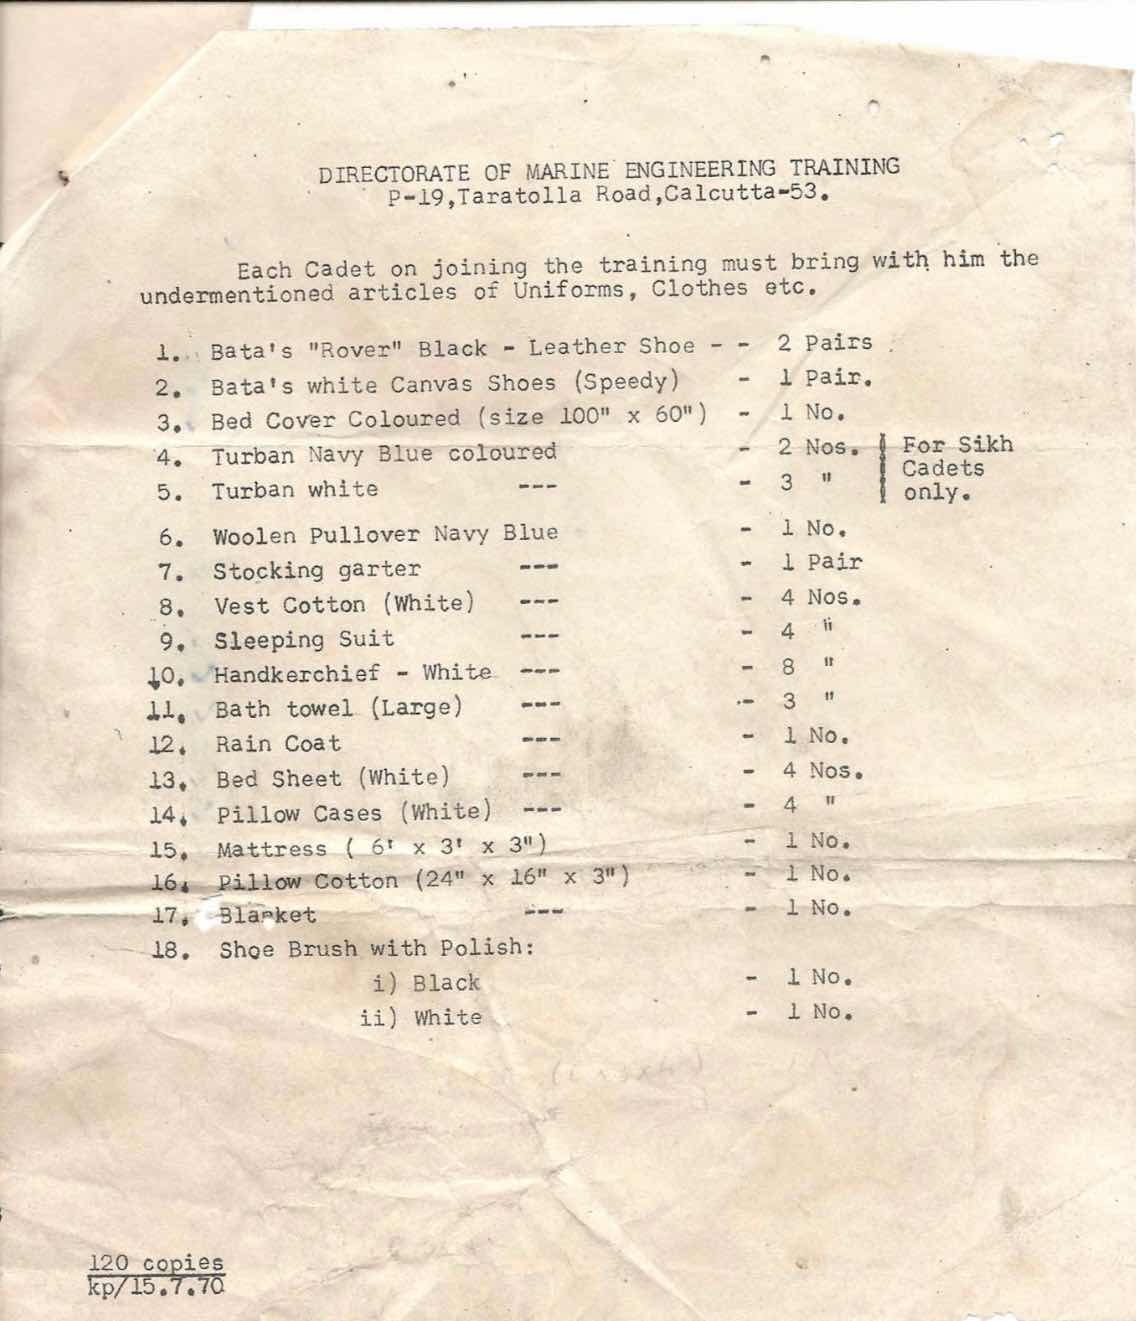 DIRECTORATE OF MARINE ENGINEERING TRAINING
P-19,Taratolla Road,Calcutta-53.
Each Cadet on joining the training must bring with him the
undermentioned articles of Uniforms, Clothes etc.
1. Bata's "Rover" Black - Leather Shoe - - 2 Pairs
2. Bata's white Canvas Shoes (Speedy) - 1 Pair.
3. Bed Cover Coloured (size 100" x 60") - 1 No.
4. Turban Navy Blue coloured - 2 Nos. For Sikh
Cadets
5. Turban white --- - 3 " only.
6. Woolen Pullover Navy Blue - 1 No.
7. Stocking garter --- - 1 Pair
8. Vest Cotton (White) --- - 4 Nos.
9. Sleeping Suit --- - 4 "
10. Handkerchief - White --- - 8 "
11. Bath towel (Large) --- - 3 "
12. Rain Coat --- - 1 No.
13. Bed Sheet (White) --- - 4 Nos.
14. Pillow Cases (White) --- - 4 "
15. Mattress ( 6' x 3' x 3") - 1 No.
16. Pillow Cotton (24" x 16" x 3") - 1 No.
17. Blanket --- - 1 No.
18. Shoe Brush with Polish:
i) Black - 1 No.
ii) White - 1 No.
120 copies
kp/15.7.70